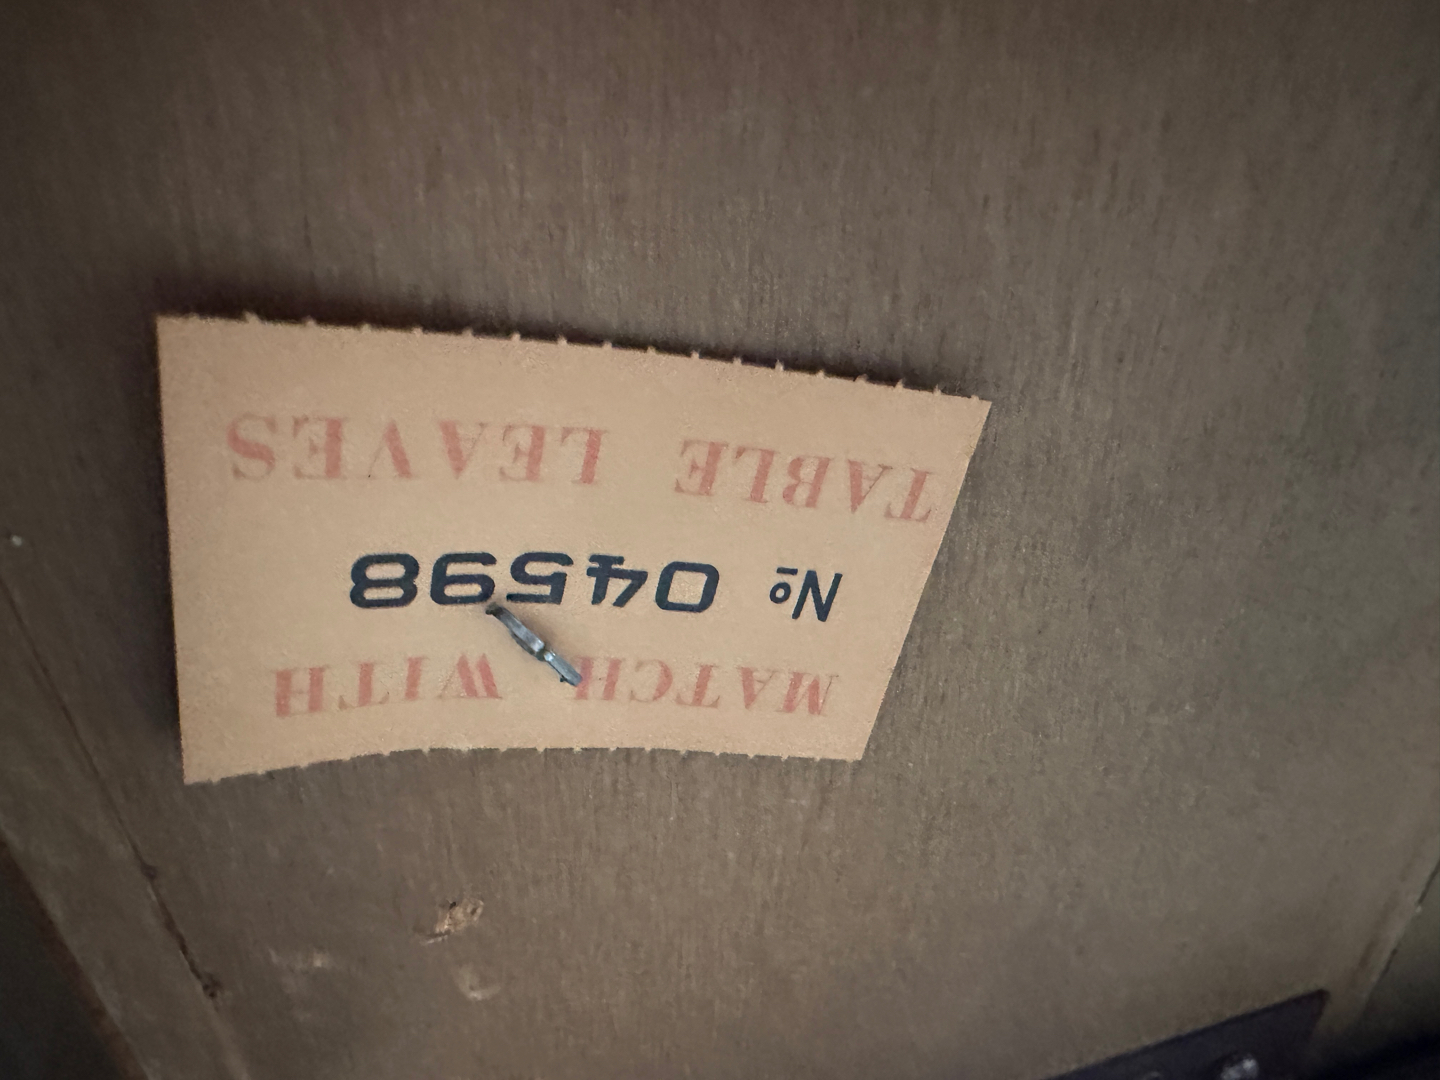 MATCH WITH
Nº 04598
TABLE LEAVES